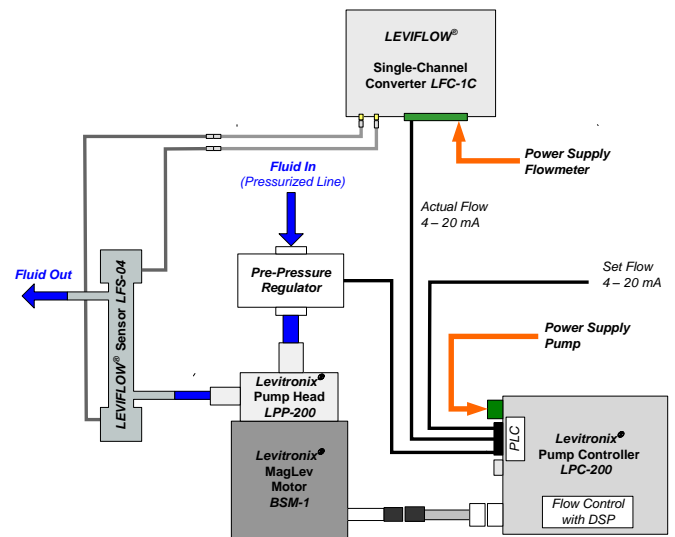 LEVIFLOW®
Single-Channel
Converter LFC-1C
Power Supply
Flowmeter
Fluid In
(Pressurized Line)
Actual Flow
4 – 20 mA
Fluid Out
LEVIFLOW® Sensor LFS-04
Pre-Pressure
Regulator
Set Flow
4 – 20 mA
Power Supply
Pump
Levitronix®
Pump Head
LPP-200
Levitronix®
MagLev
Motor
BSM-1
PLC
Levitronix®
Pump Controller
LPC-200
Flow Control
with DSP